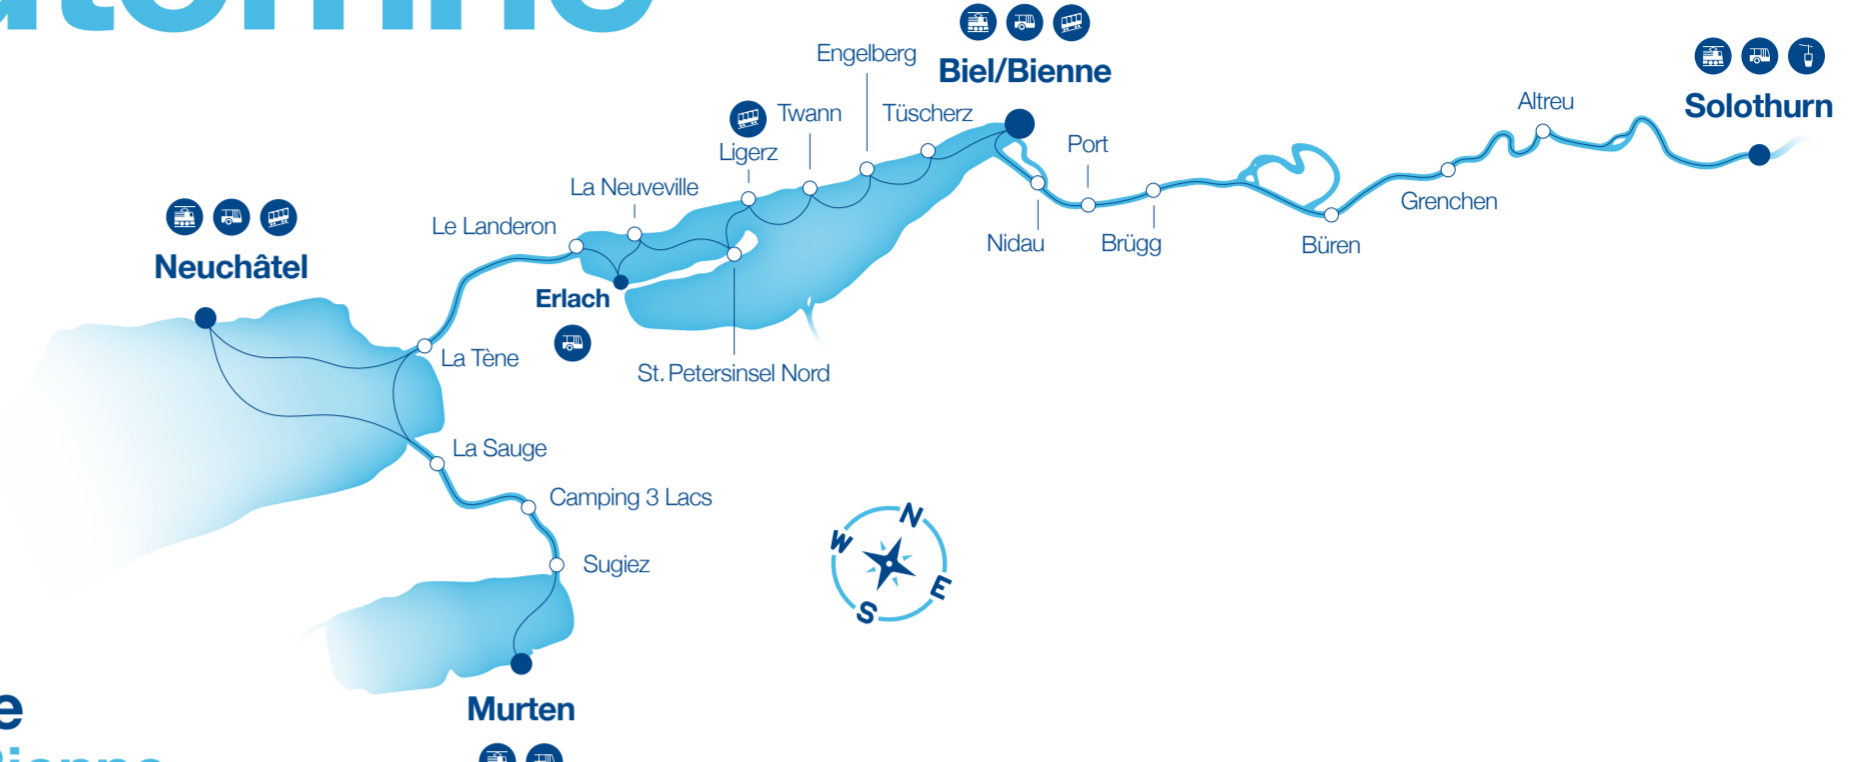 Engelberg
Biel/Bienne
Solothurn
Altreu
Twann
Tüscherz
Ligerz
Port
La Neuveville
Grenchen
Le Landeron
Nidau
Brügg
Büren
Neuchâtel
Erlach
La Tène
St. Petersinsel Nord
La Sauge
Camping 3 Lacs
Sugiez
N
W
E
S
Murten